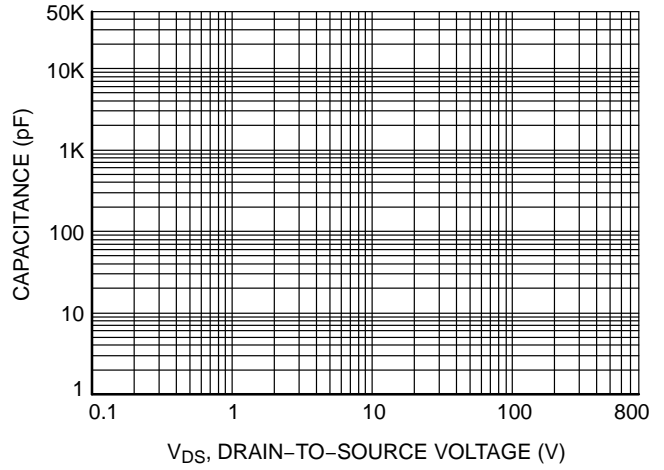 50K
10K
1K
100
10
1
CAPACITANCE (pF)
0.1 1 10 100 800
VDS, DRAIN−TO−SOURCE VOLTAGE (V)